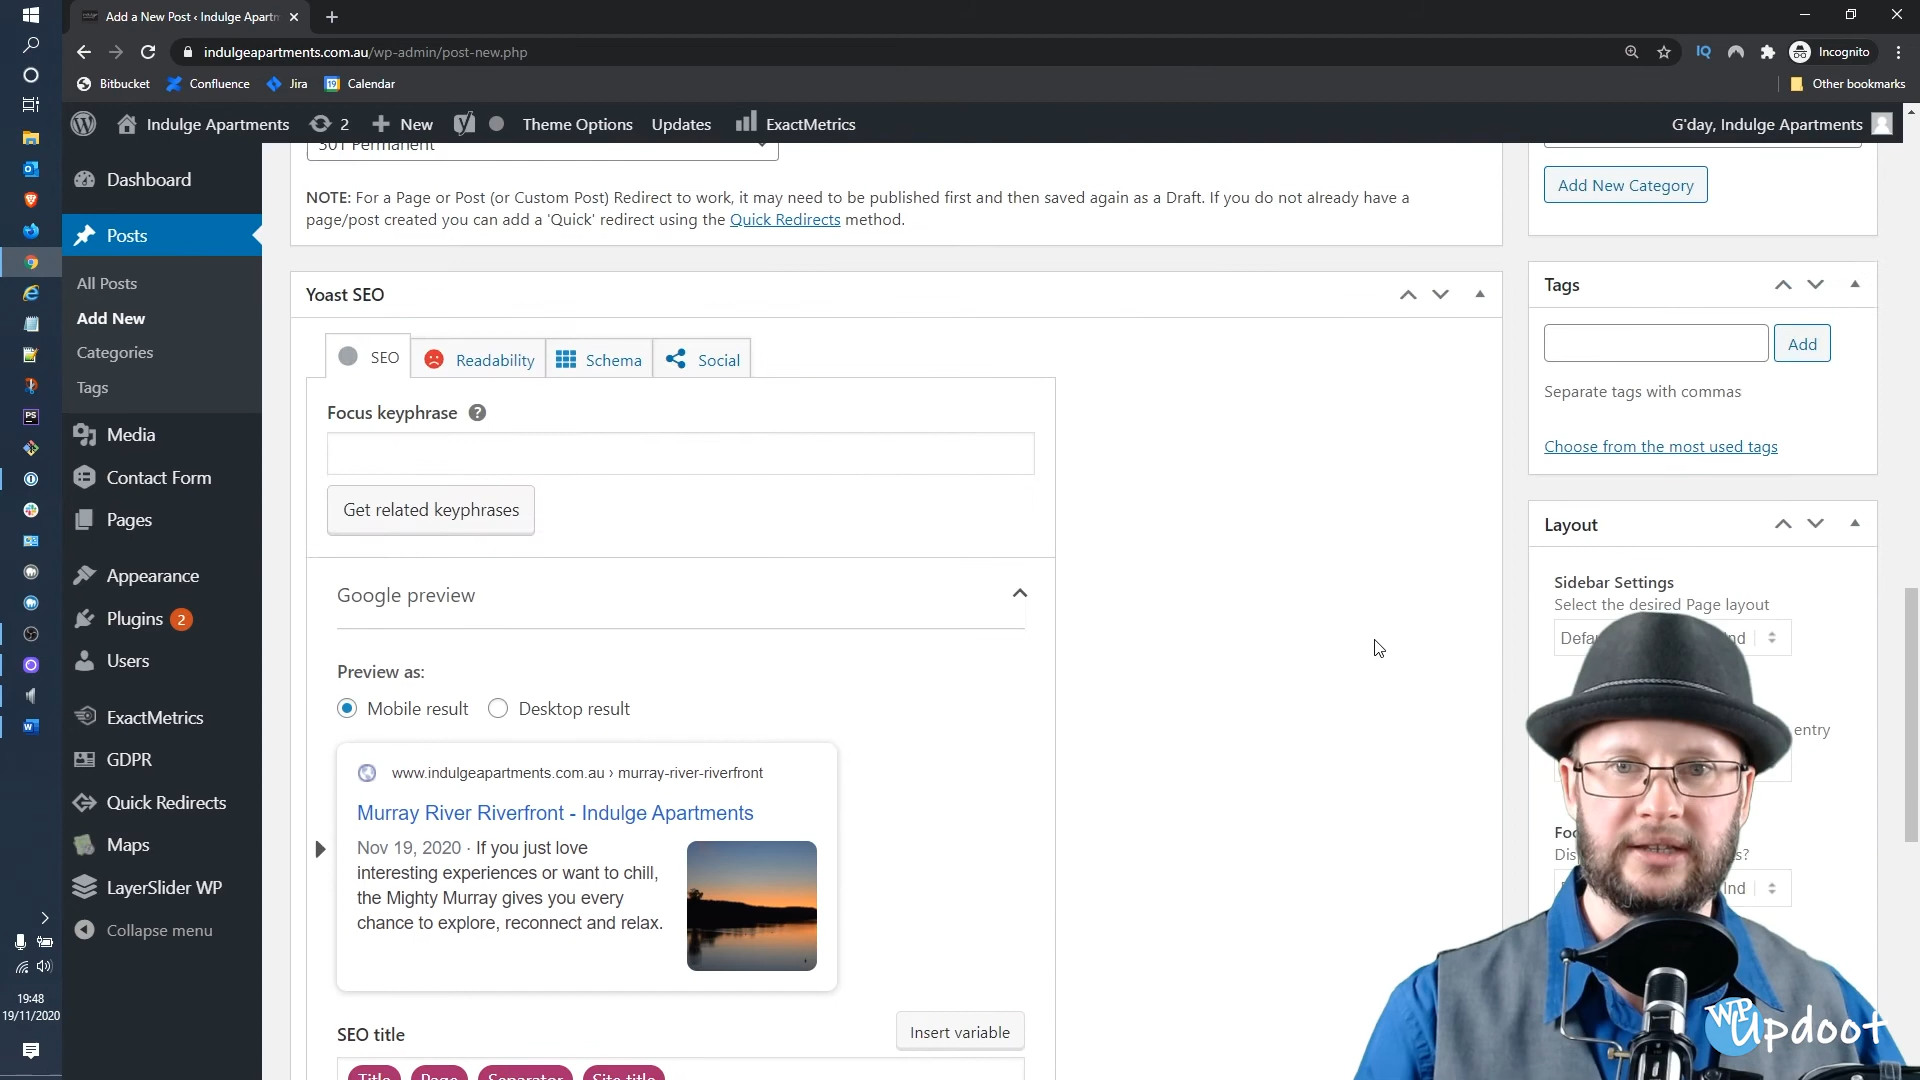 Add a New Post ‹ Indulge Apartn
indulgeapartments.com.au/wp-admin/post-new.php
Incognito
Bitbucket
Confluence
Jira
Calendar
Other bookmarks
Indulge Apartments
2
New
Theme Options
Updates
ExactMetrics
G'day, Indulge Apartments
Dashboard
Posts
All Posts
Add New
Categories
Tags
Media
Contact Form
Pages
Appearance
Plugins 2
Users
ExactMetrics
GDPR
Quick Redirects
Maps
LayerSlider WP
Collapse menu
19:48
19/11/2020
301 Permanent
NOTE: For a Page or Post (or Custom Post) Redirect to work, it may need to be published first and then saved again as a Draft. If you do not already have a
page/post created you can add a 'Quick' redirect using the Quick Redirects method.
Yoast SEO
SEO
Readability
Schema
Social
Focus keyphrase
Get related keyphrases
Google preview
Preview as:
Mobile result
Desktop result
www.indulgeapartments.com.au › murray-river-riverfront
Murray River Riverfront - Indulge Apartments
Nov 19, 2020 · If you just love
interesting experiences or want to chill,
the Mighty Murray gives you every
chance to explore, reconnect and relax.
SEO title
Insert variable
Title
Page
Separator
Site title
Add New Category
Tags
Add
Separate tags with commas
Choose from the most used tags
Layout
Sidebar Settings
Select the desired Page layout
entry
WP Updoot